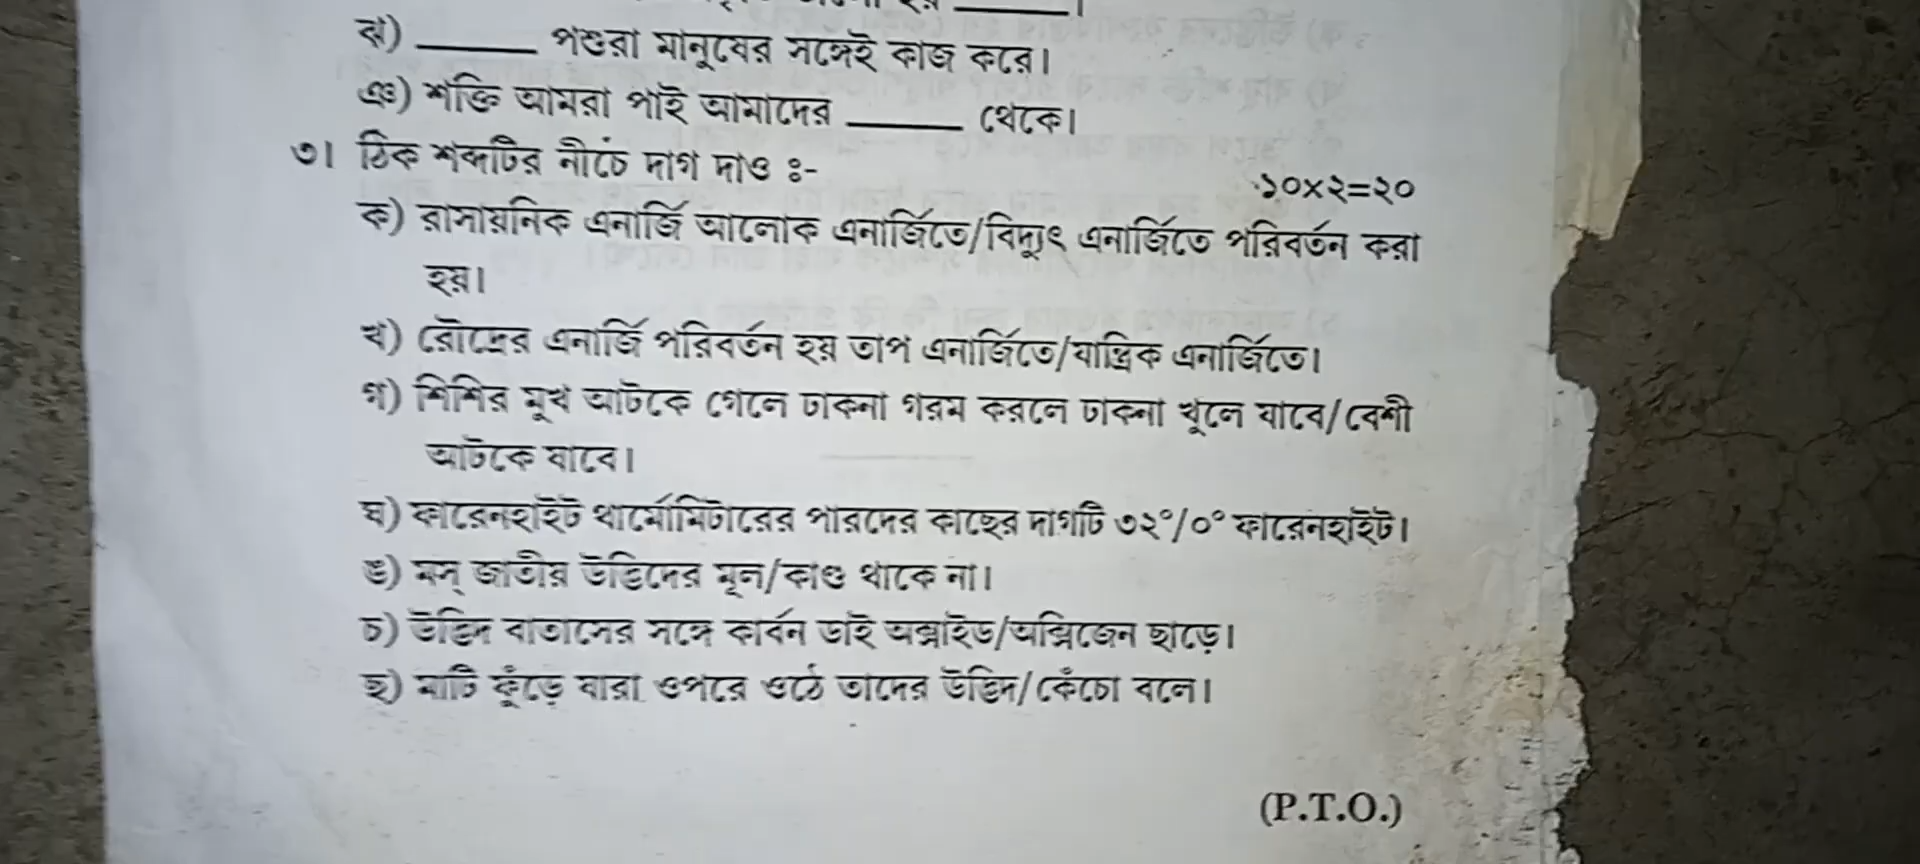 ঝ) ______ পশুরা মানুষের সঙ্গেই কাজ করে।
ঞ) শক্তি আমরা পাই আমাদের ______ থেকে।
৩। ঠিক শব্দটির নীচে দাগ দাও ঃ-
১০×২=২০
ক) রাসায়নিক এনার্জি আলোক এনার্জিতে/বিদ্যুৎ এনার্জিতে পরিবর্তন করা
হয়।
খ) রৌদ্রের এনার্জি পরিবর্তন হয় তাপ এনার্জিতে/যান্ত্রিক এনার্জিতে।
গ) শিশির মুখ আটকে গেলে ঢাকনা গরম করলে ঢাকনা খুলে যাবে/বেশী
আটকে যাবে।
ঘ) ফারেনহাইট থার্মোমিটারের পারদের কাছের দাগটি ৩২°/০° ফারেনহাইট।
ঙ) মস্ জাতীয় উদ্ভিদের মূল/কাণ্ড থাকে না।
চ) উদ্ভিদ বাতাসের সঙ্গে কার্বন ডাই অক্সাইড/অক্সিজেন ছাড়ে।
ছ) মাটি ফুঁড়ে যারা ওপরে ওঠে তাদের উদ্ভিদ/কেঁচো বলে।
(P.T.O.)